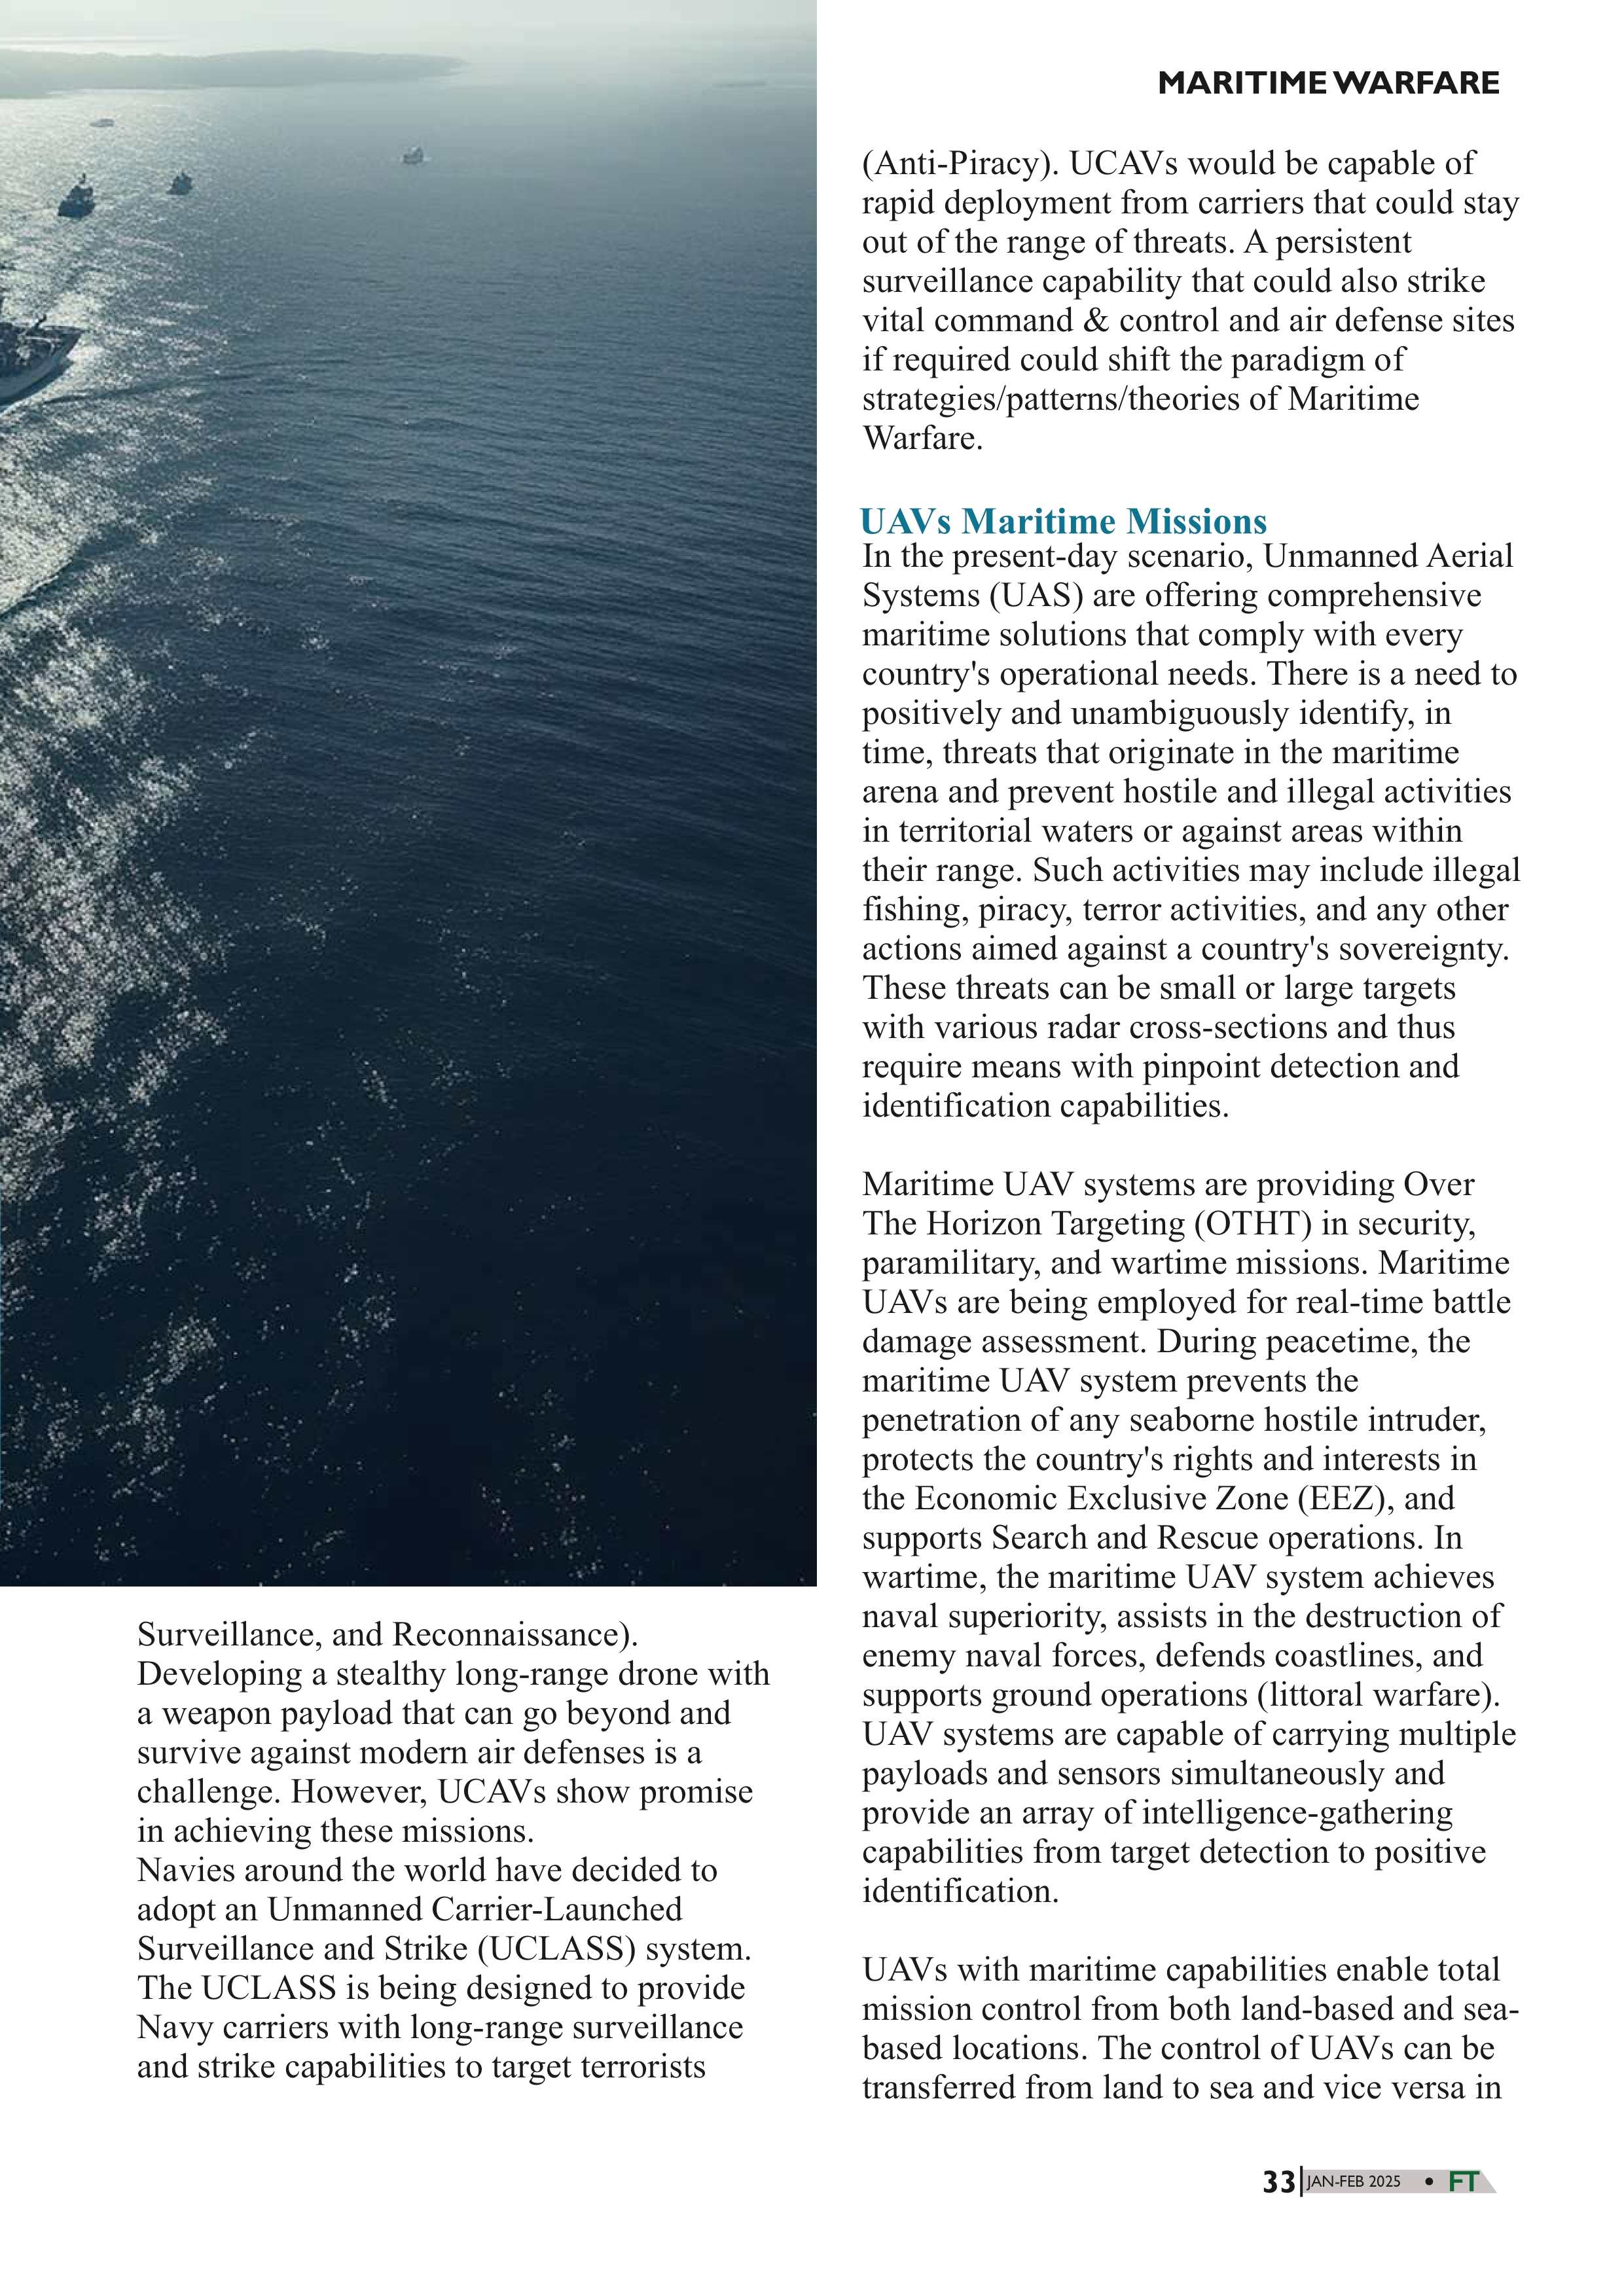 MARITIME WARFARE
Surveillance, and Reconnaissance).
Developing a stealthy long-range drone with
a weapon payload that can go beyond and
survive against modern air defenses is a
challenge. However, UCAVs show promise
in achieving these missions.
Navies around the world have decided to
adopt an Unmanned Carrier-Launched
Surveillance and Strike (UCLASS) system.
The UCLASS is being designed to provide
Navy carriers with long-range surveillance
and strike capabilities to target terrorists
(Anti-Piracy). UCAVs would be capable of
rapid deployment from carriers that could stay
out of the range of threats. A persistent
surveillance capability that could also strike
vital command & control and air defense sites
if required could shift the paradigm of
strategies/patterns/theories of Maritime
Warfare.
UAVs Maritime Missions
In the present-day scenario, Unmanned Aerial
Systems (UAS) are offering comprehensive
maritime solutions that comply with every
country's operational needs. There is a need to
positively and unambiguously identify, in
time, threats that originate in the maritime
arena and prevent hostile and illegal activities
in territorial waters or against areas within
their range. Such activities may include illegal
fishing, piracy, terror activities, and any other
actions aimed against a country's sovereignty.
These threats can be small or large targets
with various radar cross-sections and thus
require means with pinpoint detection and
identification capabilities.
Maritime UAV systems are providing Over
The Horizon Targeting (OTHT) in security,
paramilitary, and wartime missions. Maritime
UAVs are being employed for real-time battle
damage assessment. During peacetime, the
maritime UAV system prevents the
penetration of any seaborne hostile intruder,
protects the country's rights and interests in
the Economic Exclusive Zone (EEZ), and
supports Search and Rescue operations. In
wartime, the maritime UAV system achieves
naval superiority, assists in the destruction of
enemy naval forces, defends coastlines, and
supports ground operations (littoral warfare).
UAV systems are capable of carrying multiple
payloads and sensors simultaneously and
provide an array of intelligence-gathering
capabilities from target detection to positive
identification.
UAVs with maritime capabilities enable total
mission control from both land-based and sea-
based locations. The control of UAVs can be
transferred from land to sea and vice versa in
33 JAN-FEB 2025 • FT